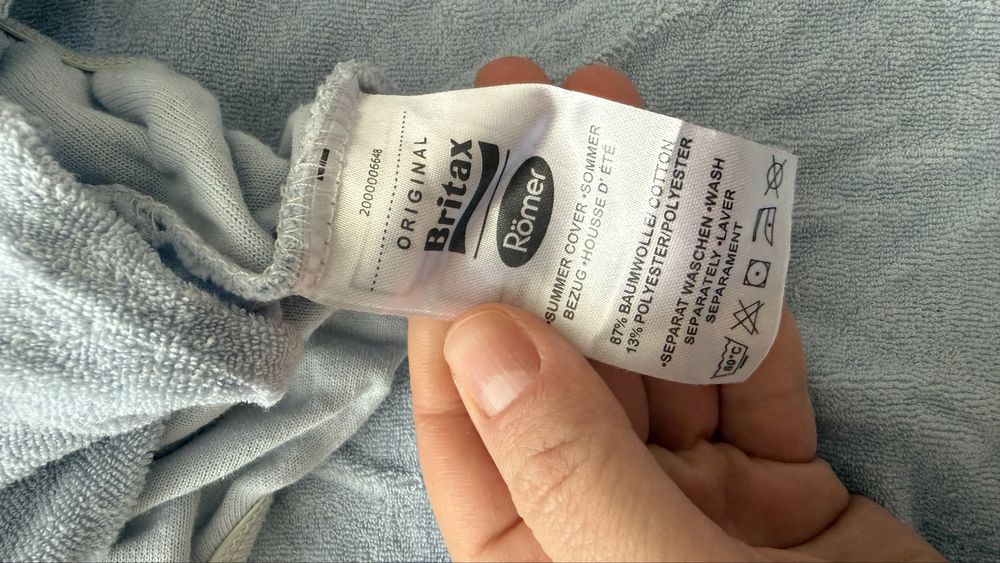 2000006648
ORIGINAL
Britax
Römer
•SUMMER COVER •SOMMER
BEZUG •HOUSSE D'ÉTÉ
87% BAUMWOLLE/ COTTON
13% POLYESTER/POLYESTER
•SEPARAT WASCHEN •WASH
SEPARATELY •LAVER
SEPARAMENT
60°C